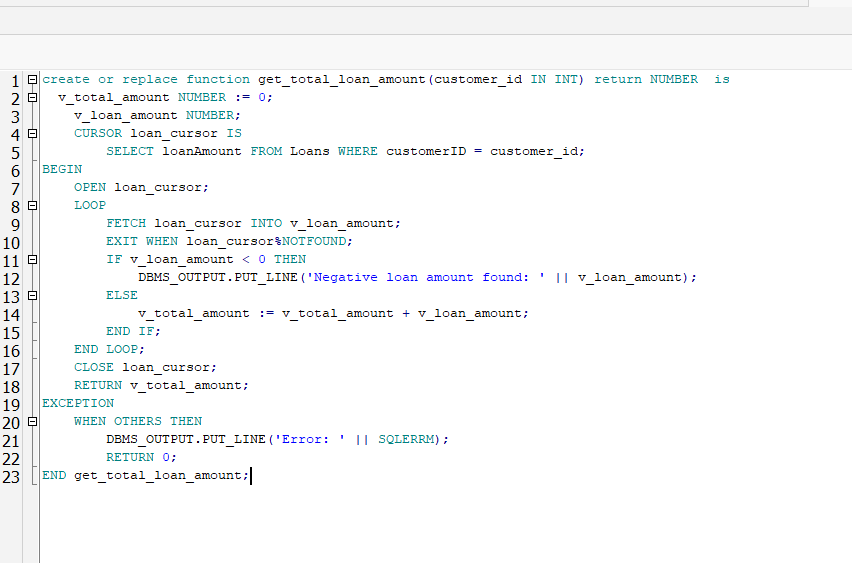 1 create or replace function get_total_loan_amount(customer_id IN INT) return NUMBER  is
2   v_total_amount NUMBER := 0;
3     v_loan_amount NUMBER;
4     CURSOR loan_cursor IS
5         SELECT loanAmount FROM Loans WHERE customerID = customer_id;
6 BEGIN
7     OPEN loan_cursor;
8     LOOP
9         FETCH loan_cursor INTO v_loan_amount;
10         EXIT WHEN loan_cursor%NOTFOUND;
11         IF v_loan_amount < 0 THEN
12             DBMS_OUTPUT.PUT_LINE('Negative loan amount found: ' || v_loan_amount);
13         ELSE
14             v_total_amount := v_total_amount + v_loan_amount;
15         END IF;
16     END LOOP;
17     CLOSE loan_cursor;
18     RETURN v_total_amount;
19 EXCEPTION
20     WHEN OTHERS THEN
21         DBMS_OUTPUT.PUT_LINE('Error: ' || SQLERRM);
22         RETURN 0;
23 END get_total_loan_amount;